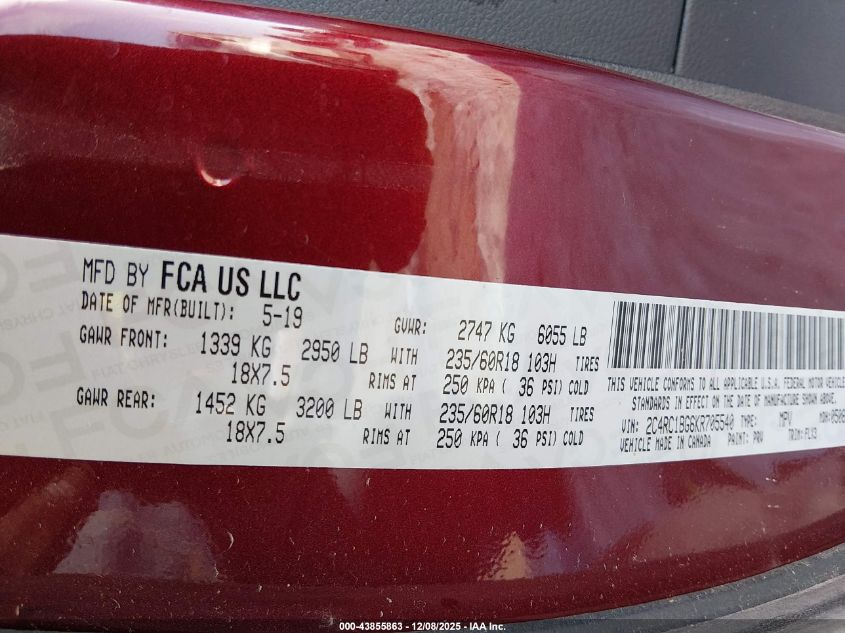 MFD BY FCA US LLC
DATE OF MFR(BUILT): 5-19
GVWR: 2747 KG 6055 LB
GAWR FRONT: 1339 KG 2950 LB WITH 235/60R18 103H TIRES
18X7.5 RIMS AT 250 KPA ( 36 PSI) COLD
GAWR REAR: 1452 KG 3200 LB WITH 235/60R18 103H TIRES
18X7.5 RIMS AT 250 KPA ( 36 PSI) COLD
THIS VEHICLE CONFORMS TO ALL APPLICABLE U.S.A. FEDERAL MOTOR VEHICLE
STANDARDS IN EFFECT ON THE DATE OF MANUFACTURE SHOWN ABOVE.
VIN: 2C4RC1BG6KR705540 TYPE: MPV MDH:
VEHICLE MADE IN CANADA PAINT: PRV TRIM:
000-43855863 - 12/08/2025 - IAA Inc.